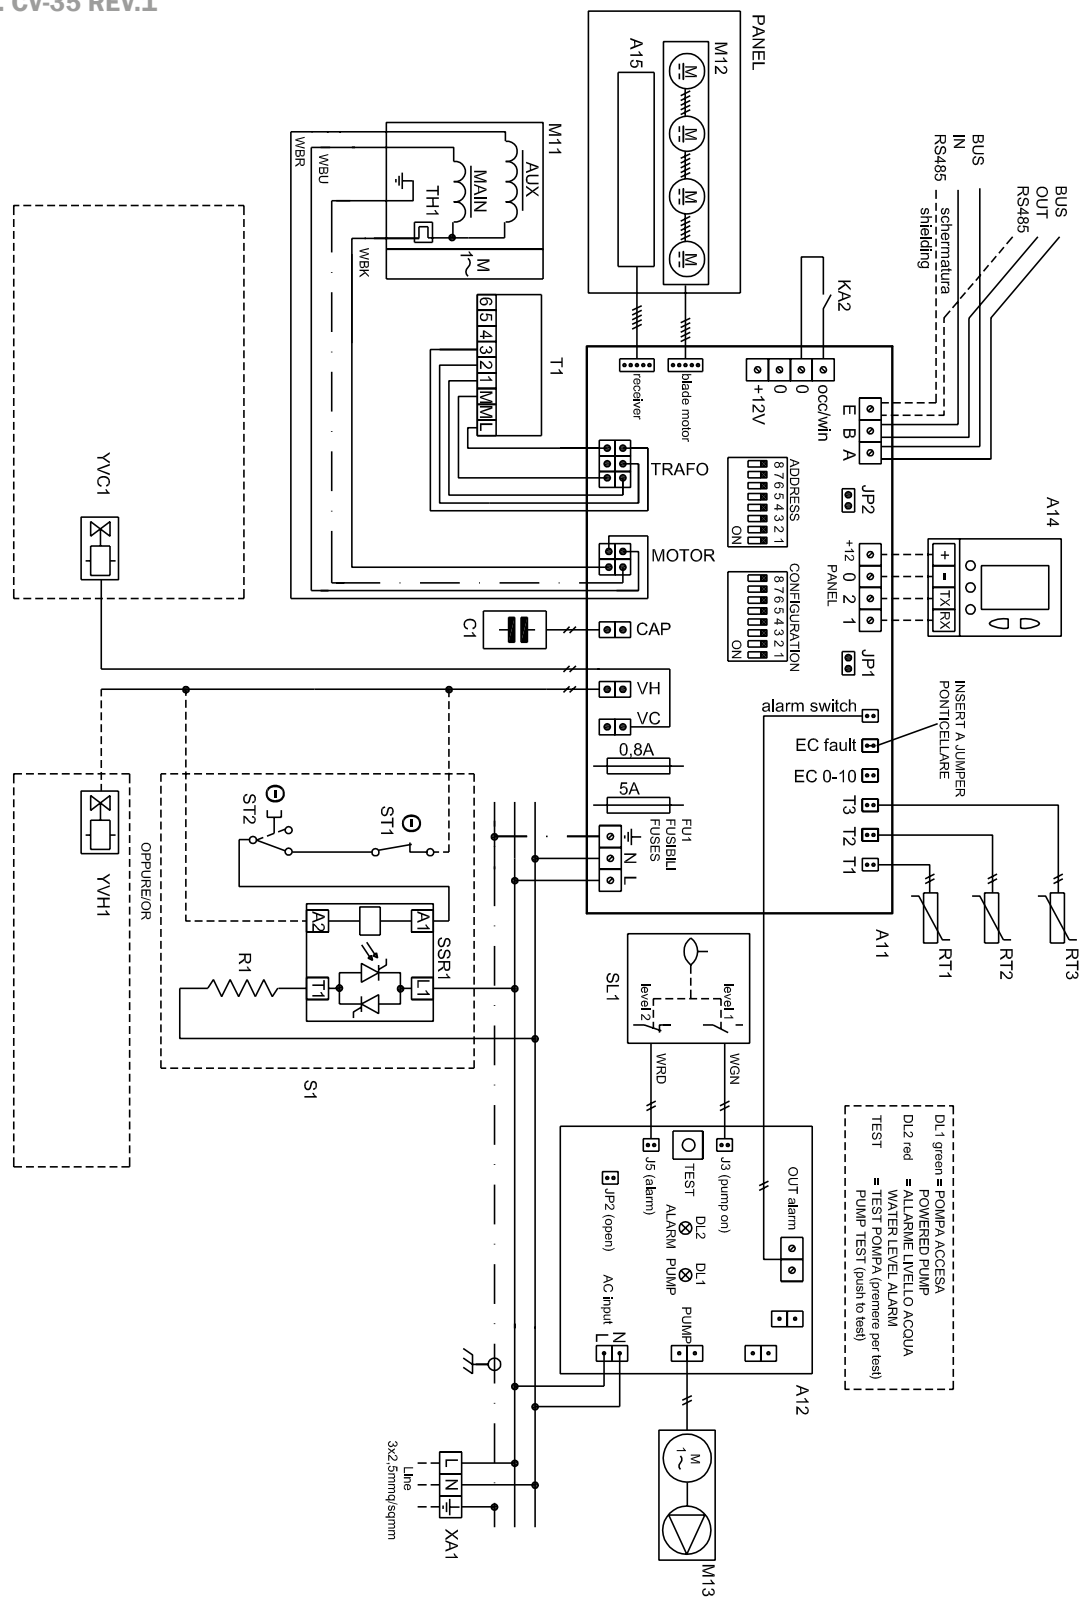 . CV-35 REV.1
PANEL
M12
A15
M
M
M
M
BUS
IN
RS485
BUS
OUT
RS485
schermatura
shielding
KA2
M11
AUX
MAIN
TH1
M
1~
WBR
WBU
WBK
T1
6 5 4 3 2 1 M M L
receiver
blade motor
+12V
0
0
occ/win
E B A
TRAFO
ADDRESS
8 7 6 5 4 3 2 1
ON
JP2
A14
+ - TX RX
+12 0 2 1
PANEL
MOTOR
CONFIGURATION
8 7 6 5 4 3 2 1
ON
JP1
C1
CAP
VH
VC
alarm switch
EC fault
EC 0-10
T3
T2
T1
INSERT A JUMPER
PONTICELLARE
0,8A
5A
FU1
FUSIBILI
FUSES
N
L
A11
RT1
RT2
RT3
YVC1
YVH1
OPPURE/OR
ST2
ST1
A2
A1
SSR1
R1
T1
L1
S1
SL1
level 2
level 1
WRD
WGN
J5 (alarm)
TEST
J3 (pump on)
OUT alarm
JP2 (open)
DL2
ALARM
DL1
PUMP
AC input
L
N
PUMP
A12
M
1~
M13
DL1 green = POMPA ACCESA
POWERED PUMP
DL2 red = ALLARME LIVELLO ACQUA
WATER LEVEL ALARM
TEST = TEST POMPA (premere per test)
PUMP TEST (push to test)
L N
XA1
Line
3x2,5mmq/sqmm